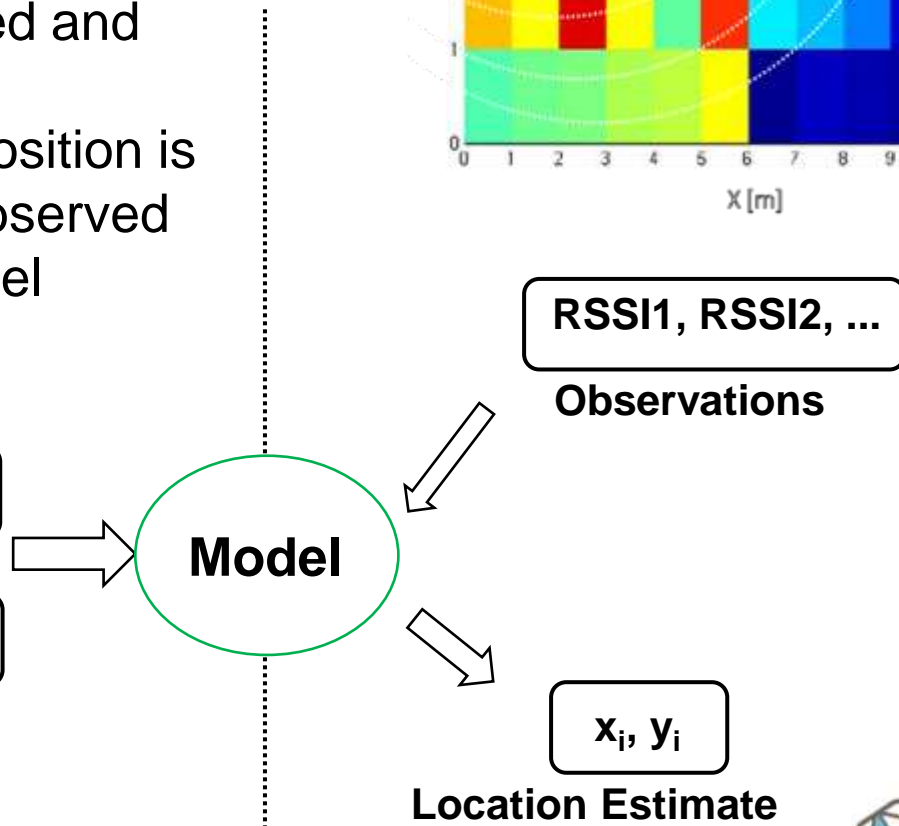 ed and
osition is
bserved
el
1
0
0 1 2 3 4 5 6 7 8 9
X [m]
RSSI1, RSSI2, ...
Observations
Model
xᵢ, yᵢ
Location Estimate